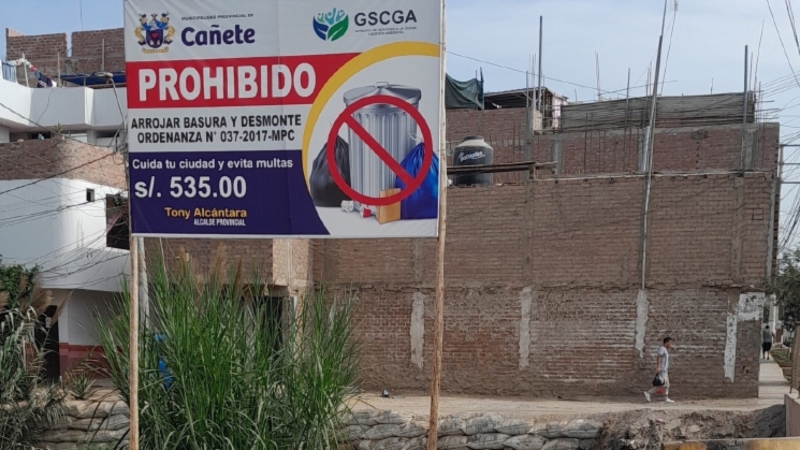 MUNICIPALIDAD PROVINCIAL DE
Cañete
GSCGA
PROHIBIDO
ARROJAR BASURA Y DESMONTE
ORDENANZA N° 037-2017-MPC
Cuida tu ciudad y evita multas
s/. 535.00
Tony Alcántara
ALCALDE PROVINCIAL